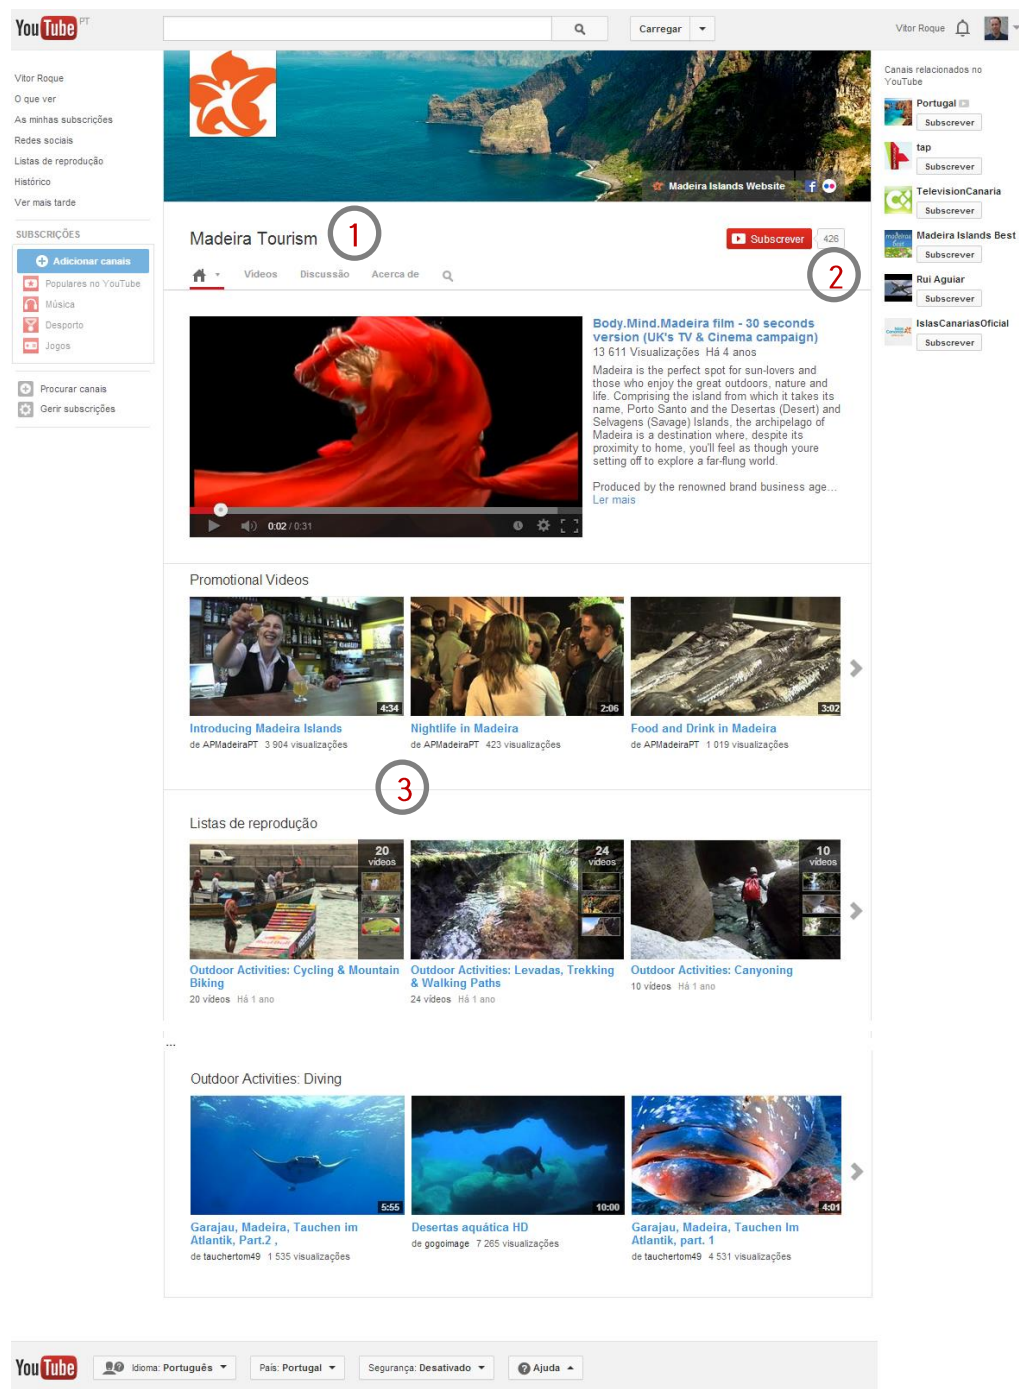 YouTube PT
Carregar
Vitor Roque
Vitor Roque
O que ver
As minhas subscrições
Redes sociais
Listas de reprodução
Histórico
Ver mais tarde
SUBSCRIÇÕES
Adicionar canais
Populares no YouTube
Música
Desporto
Jogos
Procurar canais
Gerir subscrições
Madeira Islands Website
Canais relacionados no
YouTube
Portugal
Subscrever
tap
Subscrever
TelevisionCanaria
Subscrever
Madeira Islands Best
Subscrever
Rui Aguiar
Subscrever
IslasCanariasOficial
Subscrever
Madeira Tourism
1
Subscrever 426
2
Videos Discussão Acerca de
Body.Mind.Madeira film - 30 seconds
version (UK's TV & Cinema campaign)
13 611 Visualizações Há 4 anos
Madeira is the perfect spot for sun-lovers and
those who enjoy the great outdoors, nature and
life. Comprising the island from which it takes its
name, Porto Santo and the Desertas (Desert) and
Selvagens (Savage) Islands, the archipelago of
Madeira is a destination where, despite its
proximity to home, you'll feel as though youre
setting off to explore a far-flung world.
Produced by the renowned brand business age...
Ler mais
0:02 / 0:31
Promotional Videos
4:34
Introducing Madeira Islands
de APMadeiraPT 3 904 visualizações
2:06
Nightlife in Madeira
de APMadeiraPT 423 visualizações
3:02
Food and Drink in Madeira
de APMadeiraPT 1 019 visualizações
3
Listas de reprodução
20
vídeos
Outdoor Activities: Cycling & Mountain
Biking
20 vídeos Há 1 ano
24
vídeos
Outdoor Activities: Levadas, Trekking
& Walking Paths
24 vídeos Há 1 ano
10
vídeos
Outdoor Activities: Canyoning
10 vídeos Há 1 ano
...
Outdoor Activities: Diving
5:55
Garajau, Madeira, Tauchen im
Atlantik, Part.2 ,
de tauchertom49 1 535 visualizações
10:00
Desertas aquática HD
de gogoimage 7 265 visualizações
4:01
Garajau, Madeira, Tauchen Im
Atlantik, part. 1
de tauchertom49 4 531 visualizações
YouTube
Idioma: Português
País: Portugal
Segurança: Desativado
Ajuda